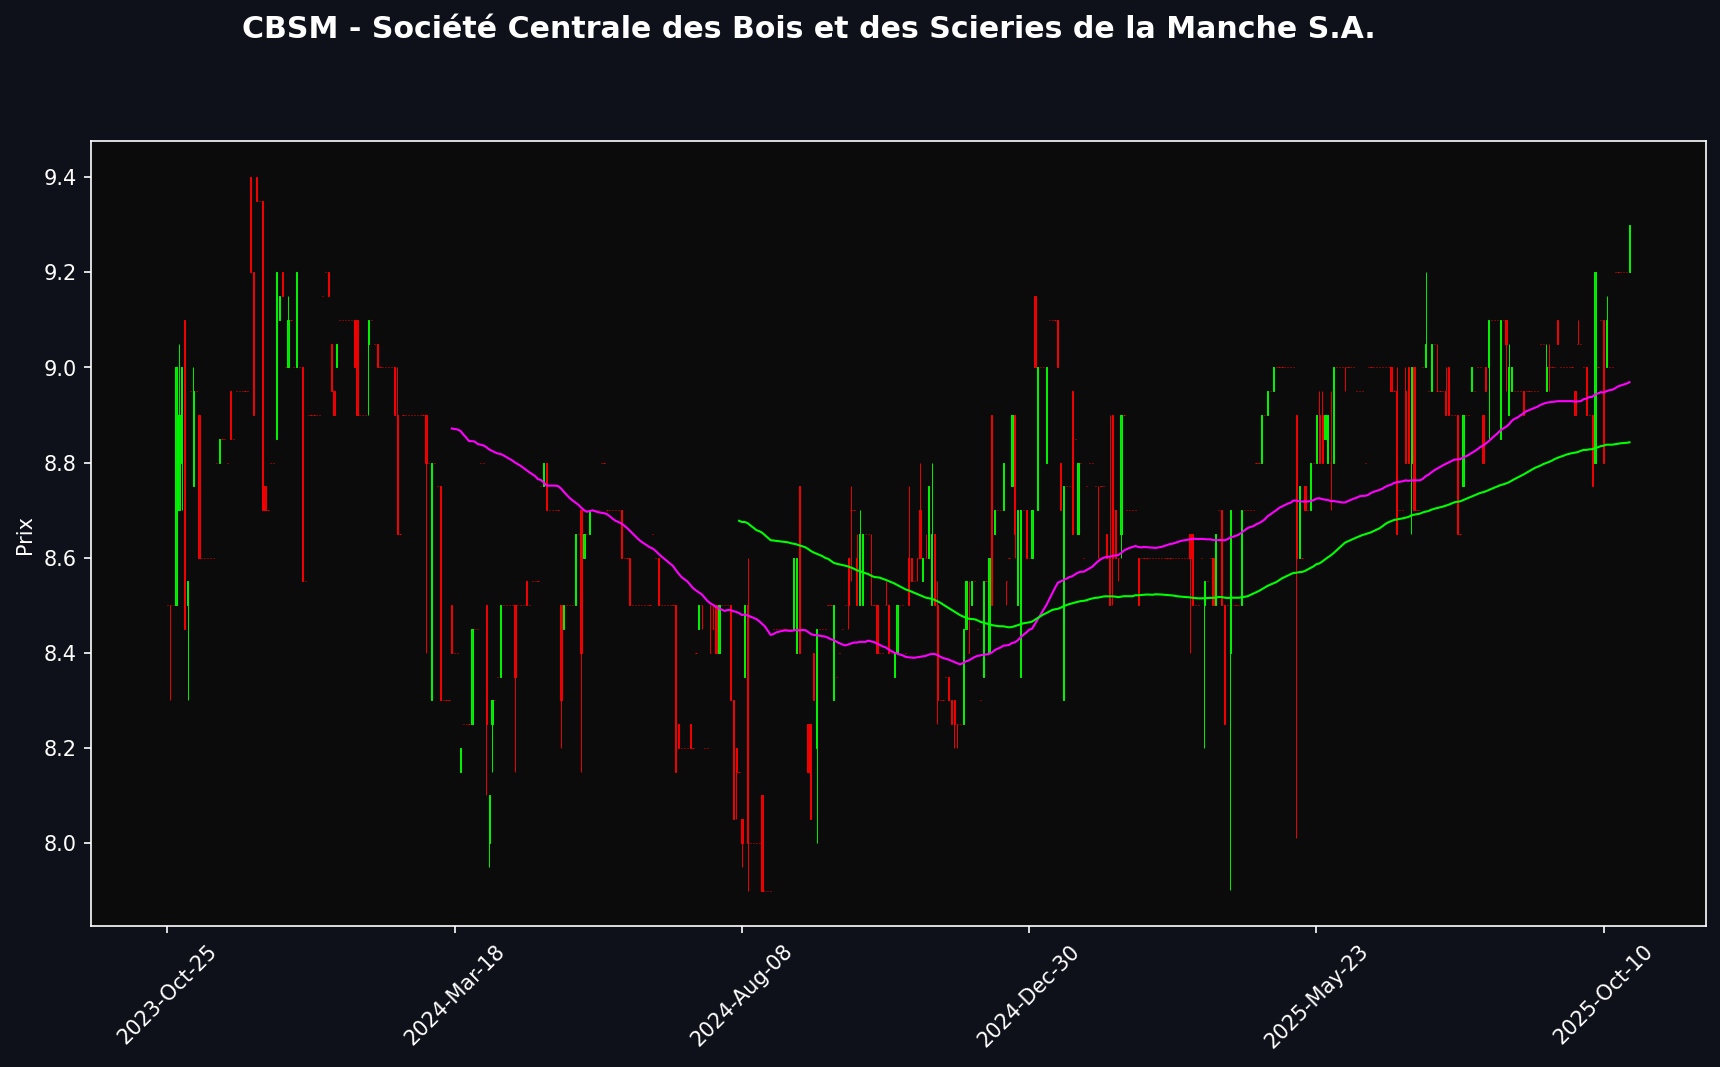 CBSM - Société Centrale des Bois et des Scieries de la Manche S.A.
Prix
9.4
9.2
9.0
8.8
8.6
8.4
8.2
8.0
2023-Oct-25
2024-Mar-18
2024-Aug-08
2024-Dec-30
2025-May-23
2025-Oct-10